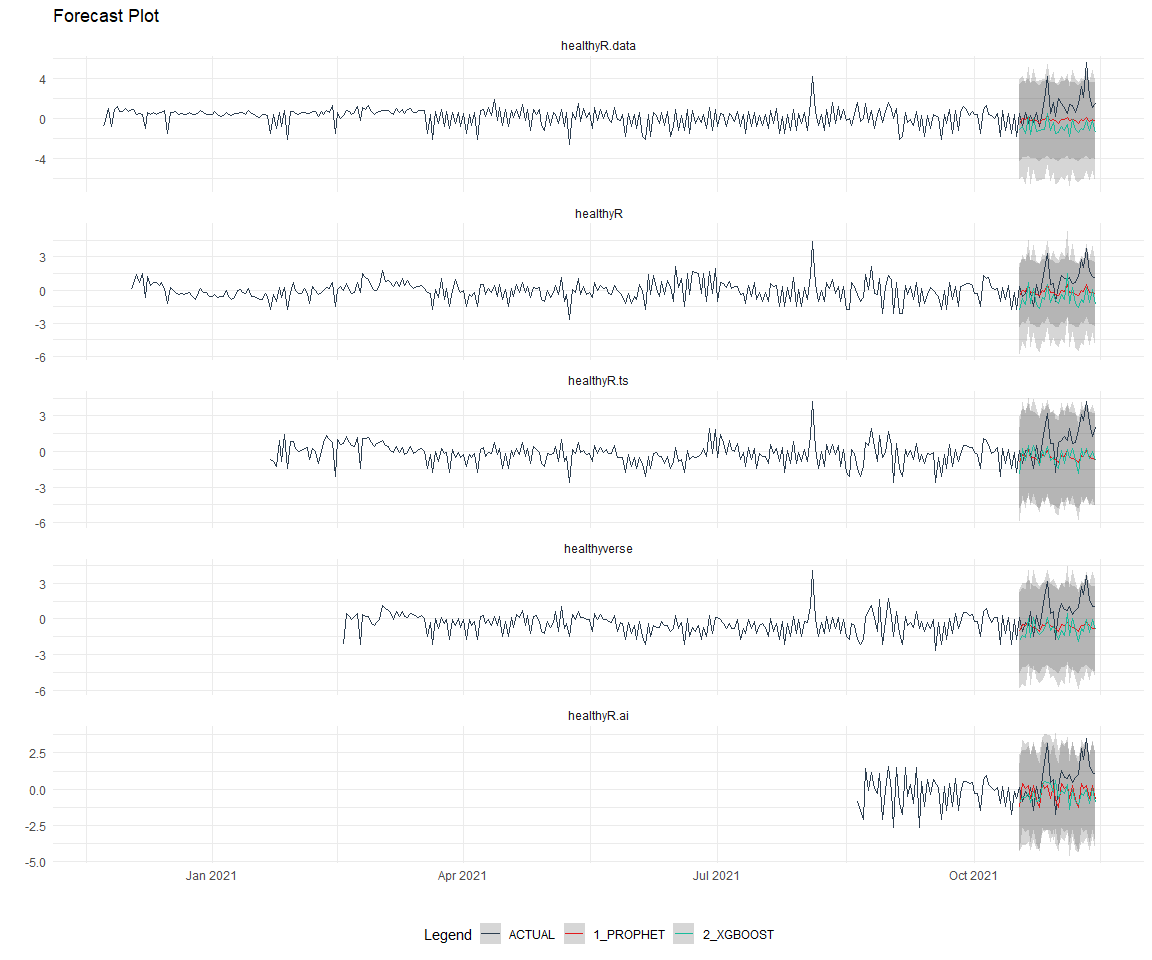 Forecast Plot
healthyR.data
4
0
-4
healthyR
3
0
-3
-6
healthyR.ts
3
0
-3
-6
healthyverse
3
0
-3
-6
healthyR.ai
2.5
0.0
-2.5
-5.0
Jan 2021 Apr 2021 Jul 2021 Oct 2021
Legend ACTUAL 1_PROPHET 2_XGBOOST